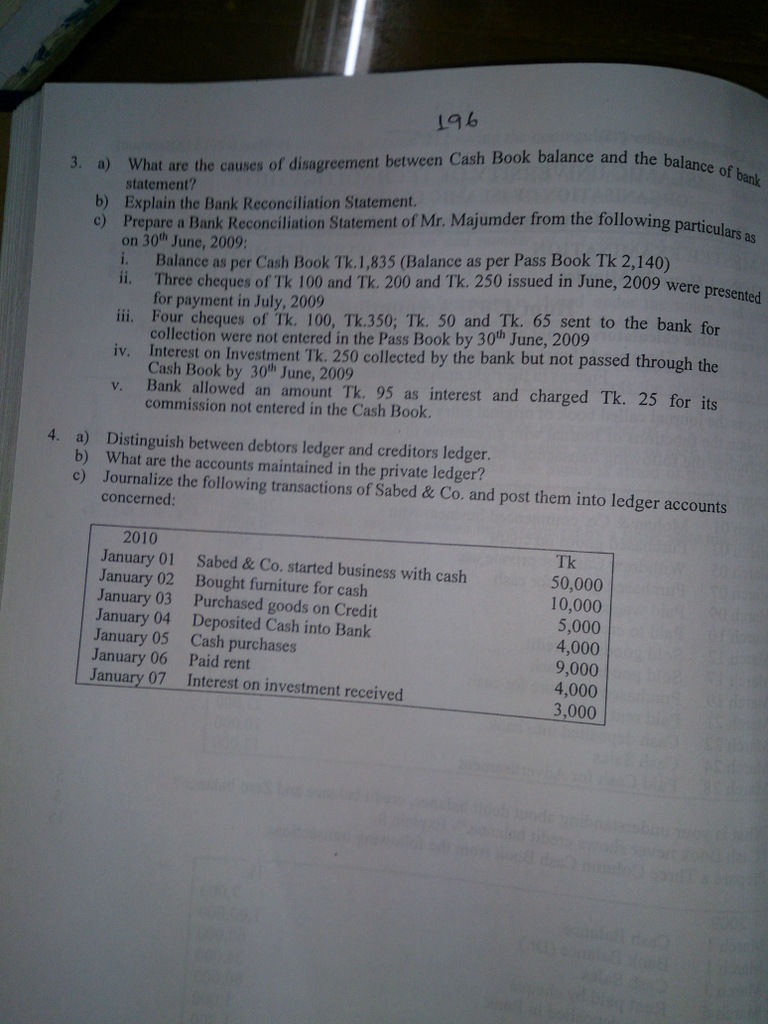 196
3. a) What are the causes of disagreement between Cash Book balance and the balance of bank
statement?
b) Explain the Bank Reconciliation Statement.
c) Prepare a Bank Reconciliation Statement of Mr. Majumder from the following particulars as
on 30th June, 2009:
i. Balance as per Cash Book Tk.1,835 (Balance as per Pass Book Tk 2,140)
ii. Three cheques of Tk 100 and Tk. 200 and Tk. 250 issued in June, 2009 were presented
for payment in July, 2009
iii. Four cheques of Tk. 100, Tk.350; Tk. 50 and Tk. 65 sent to the bank for
collection were not entered in the Pass Book by 30th June, 2009
iv. Interest on Investment Tk. 250 collected by the bank but not passed through the
Cash Book by 30th June, 2009
v. Bank allowed an amount Tk. 95 as interest and charged Tk. 25 for its
commission not entered in the Cash Book.
4. a) Distinguish between debtors ledger and creditors ledger.
b) What are the accounts maintained in the private ledger?
c) Journalize the following transactions of Sabed & Co. and post them into ledger accounts
concerned:
2010 Tk
January 01 Sabed & Co. started business with cash 50,000
January 02 Bought furniture for cash 10,000
January 03 Purchased goods on Credit 5,000
January 04 Deposited Cash into Bank 4,000
January 05 Cash purchases 9,000
January 06 Paid rent 4,000
January 07 Interest on investment received 3,000